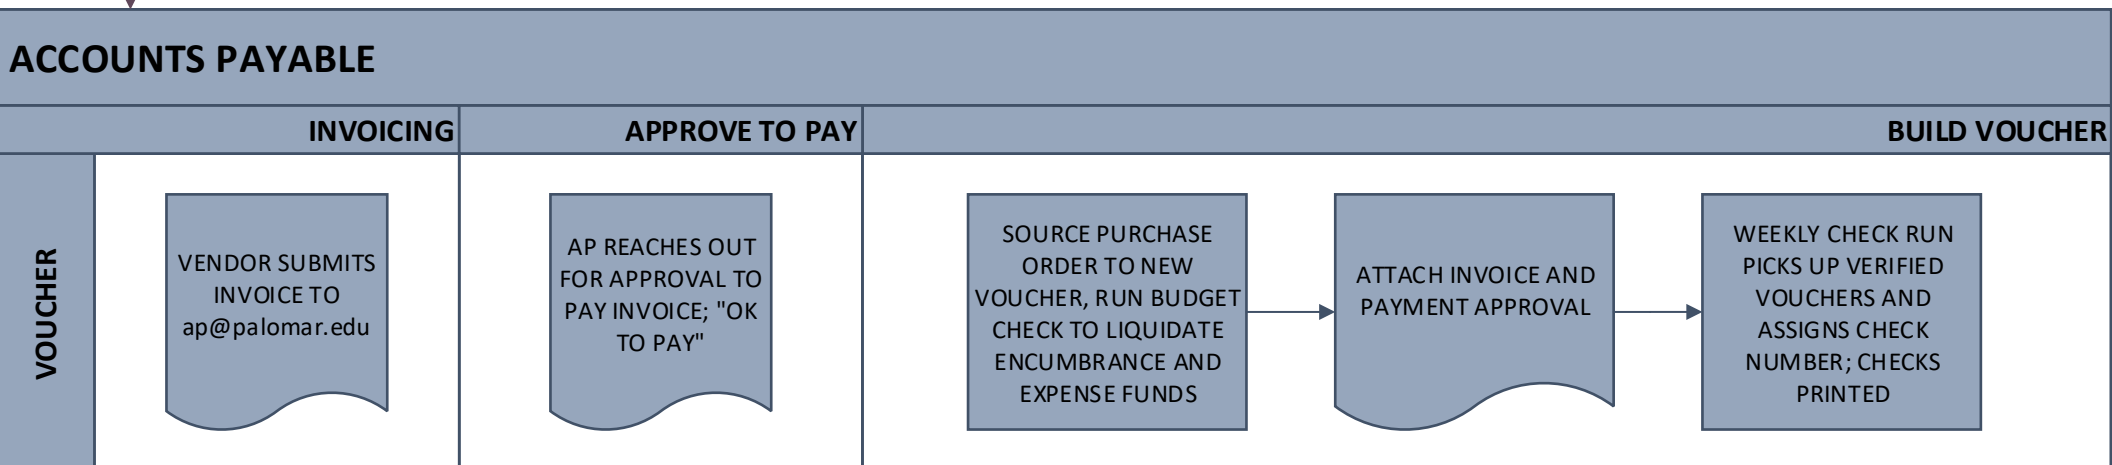 ACCOUNTS PAYABLE
INVOICING
APPROVE TO PAY
BUILD VOUCHER
VOUCHER
VENDOR SUBMITS
INVOICE TO
ap@palomar.edu
AP REACHES OUT
FOR APPROVAL TO
PAY INVOICE; "OK
TO PAY"
SOURCE PURCHASE
ORDER TO NEW
VOUCHER, RUN BUDGET
CHECK TO LIQUIDATE
ENCUMBRANCE AND
EXPENSE FUNDS
ATTACH INVOICE AND
PAYMENT APPROVAL
WEEKLY CHECK RUN
PICKS UP VERIFIED
VOUCHERS AND
ASSIGNS CHECK
NUMBER; CHECKS
PRINTED